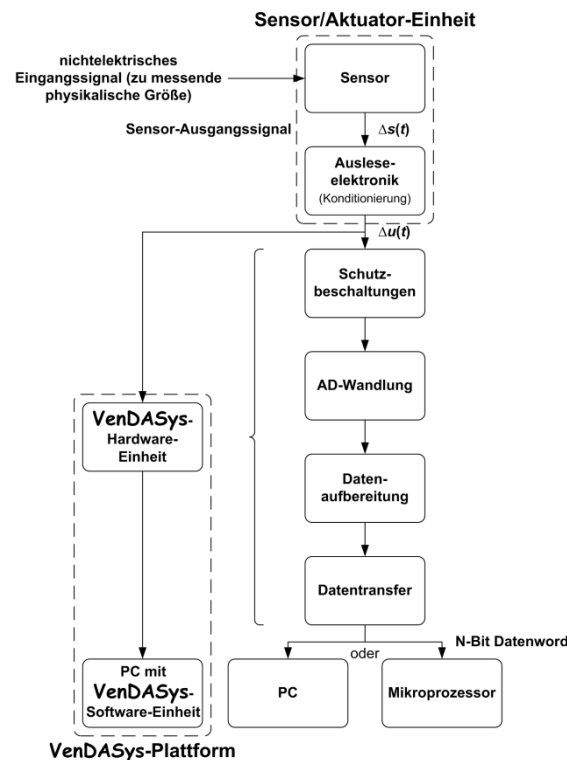 Sensor/Aktuator-Einheit
nichtelektrisches
Eingangssignal (zu messende
physikalische Größe)
Sensor
Sensor-Ausgangssignal
Δs(t)
Auslese-
elektronik
(Konditionierung)
Δu(t)
Schutz-
beschaltungen
AD-Wandlung
VenDASys-
Hardware-
Einheit
Daten-
aufbereitung
Datentransfer
oder
N-Bit Datenword
PC mit
VenDASys-
Software-Einheit
PC
Mikroprozessor
VenDASys-Plattform